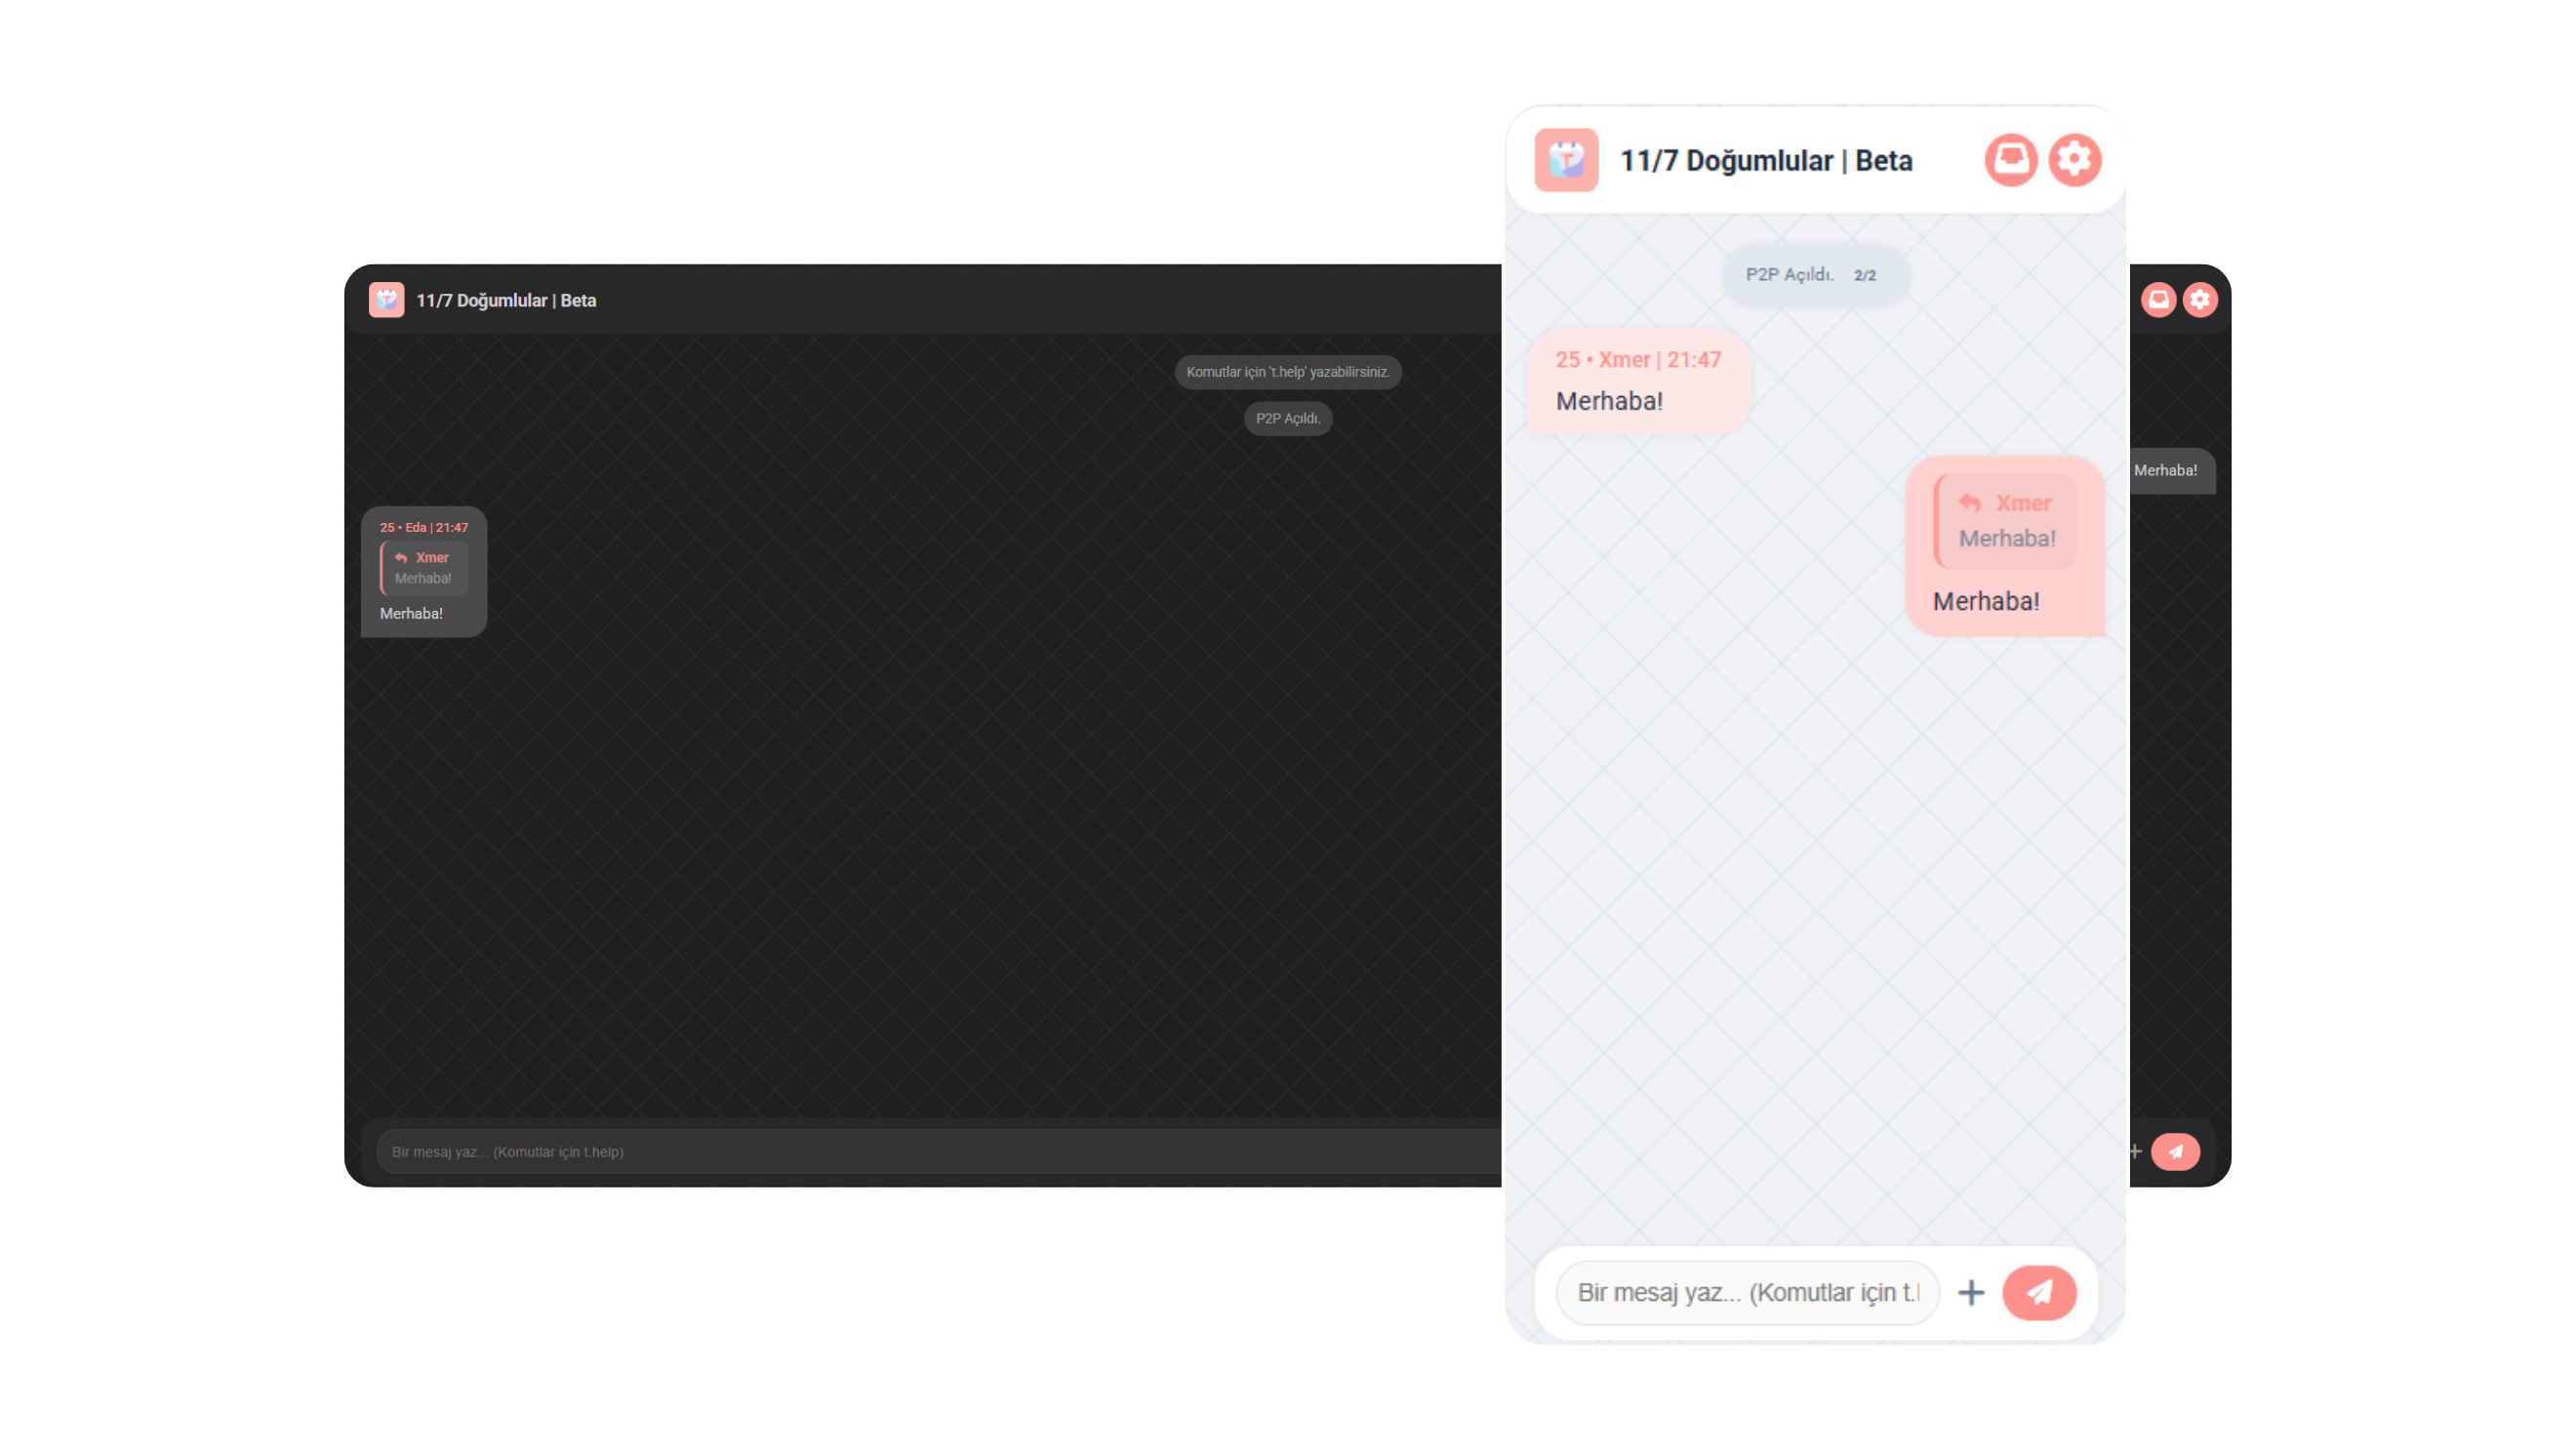 11/7 Doğumlular | Beta
Komutlar için 't.help' yazabilirsiniz.
P2P Açıldı.
Merhaba!
25 • Eda | 21:47
Xmer
Merhaba!
Merhaba!
Bir mesaj yaz... (Komutlar için t.help)
11/7 Doğumlular | Beta
P2P Açıldı. 2/2
25 • Xmer | 21:47
Merhaba!
Xmer
Merhaba!
Merhaba!
Bir mesaj yaz... (Komutlar için t.